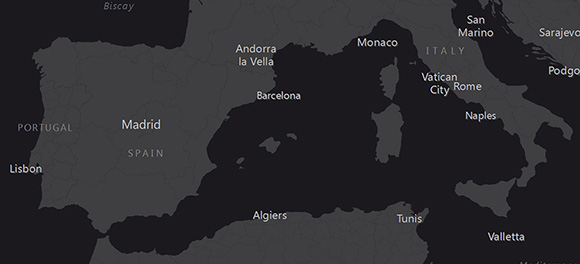 Biscay
San
Marino
Sarajevo
Monaco
Andorra
la Vella
ITALY
Podgo
Vatican
City
Rome
Barcelona
Naples
PORTUGAL
Madrid
SPAIN
Lisbon
Algiers
Tunis
Valletta